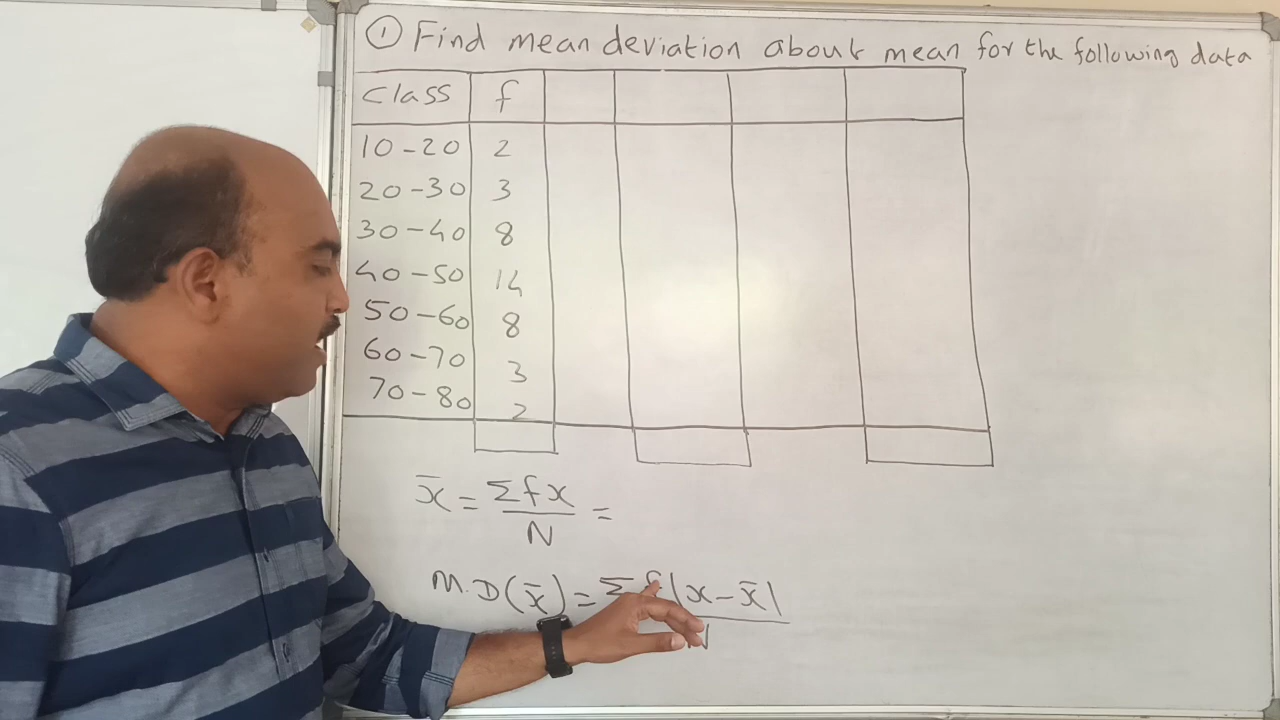 ① Find mean deviation about mean for the following data
Class f
10-20 2
20-30 3
30-40 8
40-50 14
50-60 8
60-70 3
70-80 2
x̄ = Σfx/N =
M.D(x̄) = Σf|x-x̄|/N